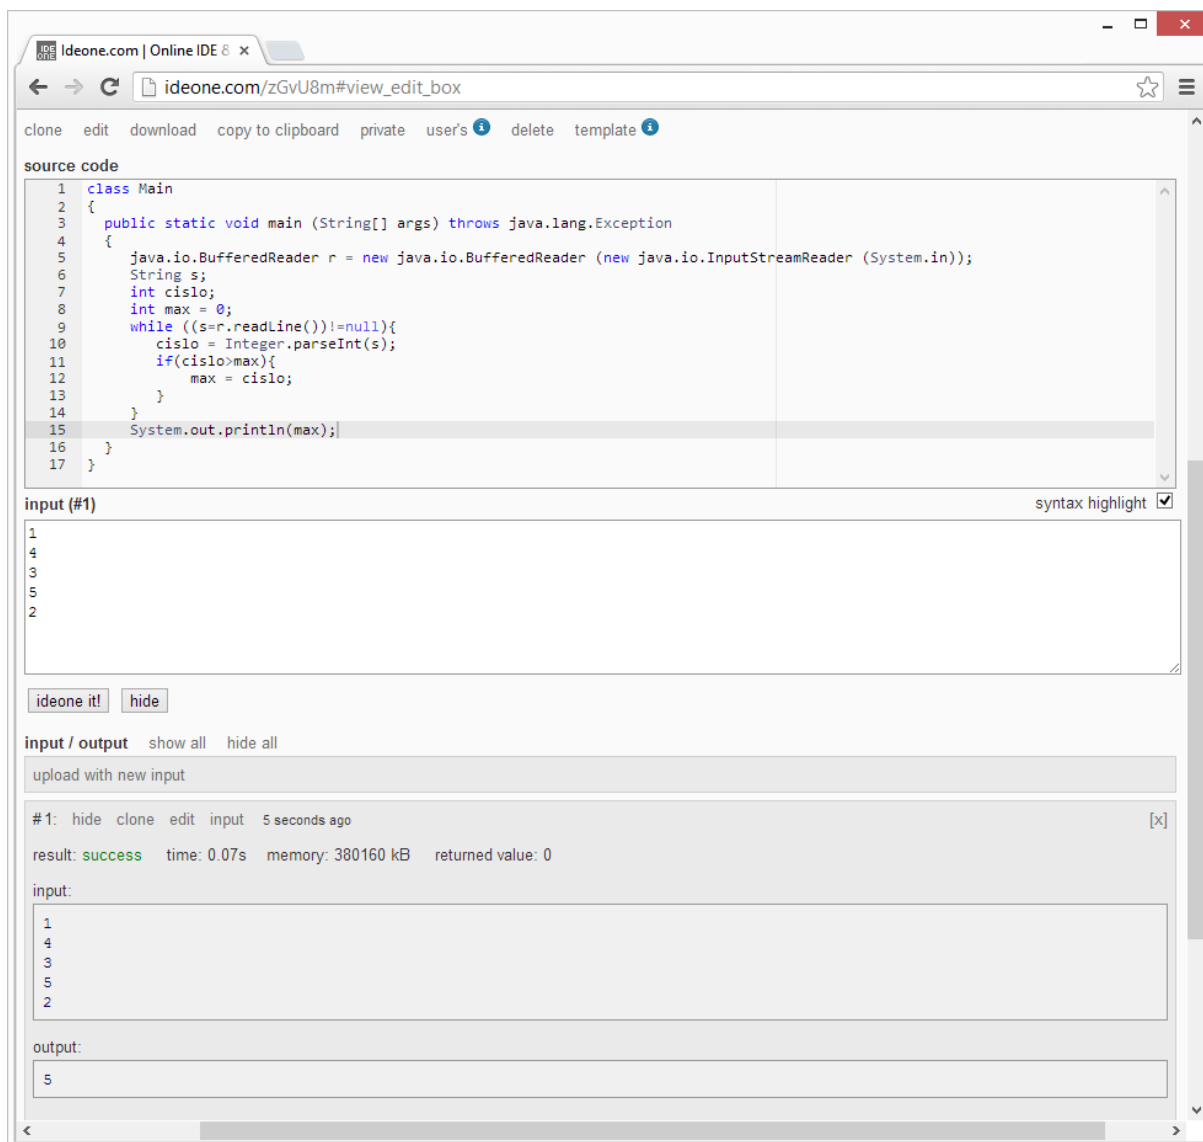 Ideone.com | Online IDE &
ideone.com/zGvU8m#view_edit_box
clone edit download copy to clipboard private user's delete template
source code
1 class Main
2 {
3   public static void main (String[] args) throws java.lang.Exception
4   {
5      java.io.BufferedReader r = new java.io.BufferedReader (new java.io.InputStreamReader (System.in));
6      String s;
7      int cislo;
8      int max = 0;
9      while ((s=r.readLine())!=null){
10         cislo = Integer.parseInt(s);
11         if(cislo>max){
12             max = cislo;
13         }
14      }
15      System.out.println(max);
16   }
17 }
input (#1) syntax highlight
1
4
3
5
2
ideone it! hide
input / output show all hide all
upload with new input
#1: hide clone edit input 5 seconds ago [x]
result: success time: 0.07s memory: 380160 kB returned value: 0
input:
1
4
3
5
2
output:
5